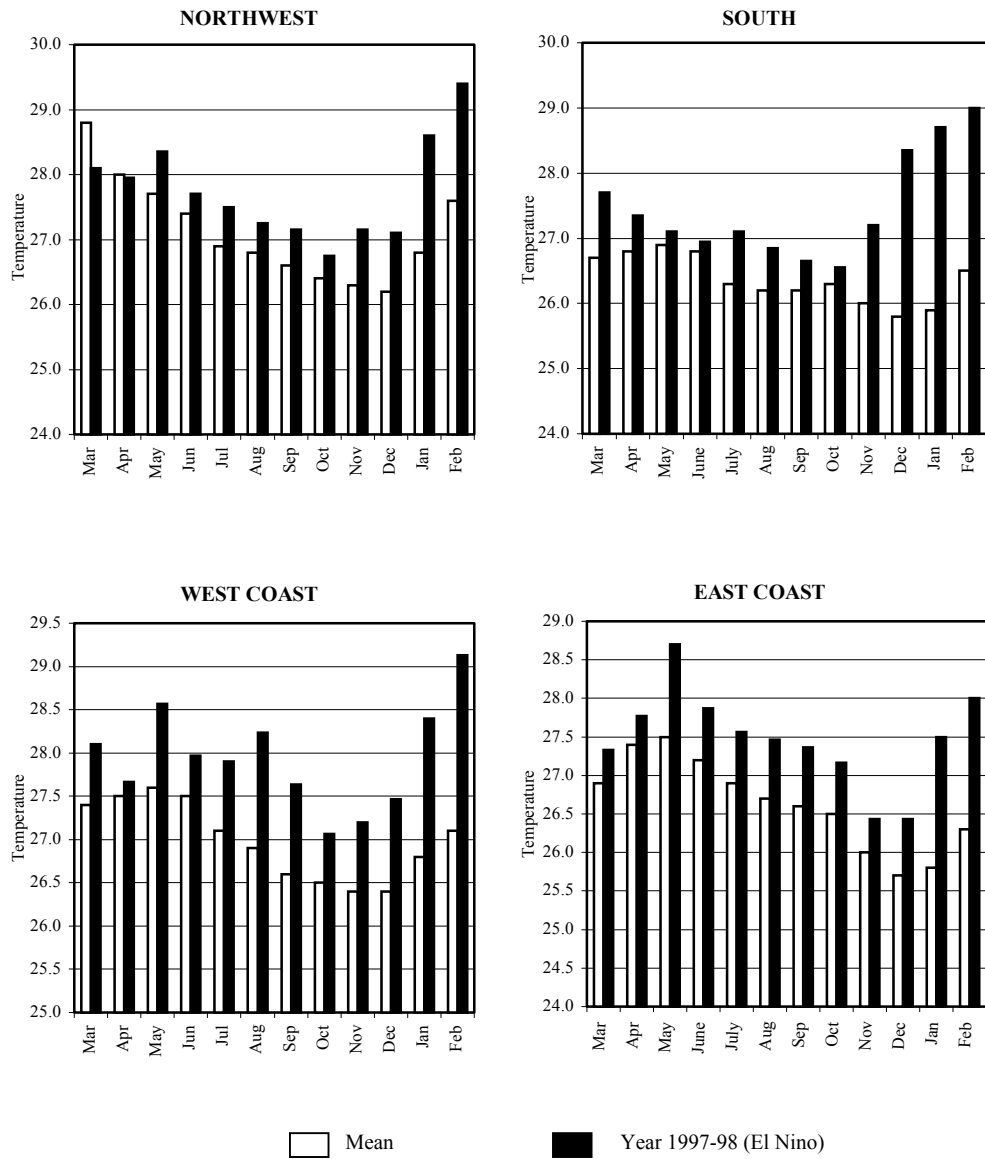 NORTHWEST
30.0
29.0
28.0
27.0
26.0
25.0
24.0
Temperature
Mar Apr May Jun Jul Aug Sep Oct Nov Dec Jan Feb
SOUTH
30.0
29.0
28.0
27.0
26.0
25.0
24.0
Temperature
Mar Apr May June July Aug Sep Oct Nov Dec Jan Feb
WEST COAST
29.5
29.0
28.5
28.0
27.5
27.0
26.5
26.0
25.5
25.0
Temperature
Mar Apr May Jun Jul Aug Sep Oct Nov Dec Jan Feb
EAST COAST
29.0
28.5
28.0
27.5
27.0
26.5
26.0
25.5
25.0
24.5
24.0
Temperature
Mar Apr May June July Aug Sep Oct Nov Dec Jan Feb
Mean Year 1997-98 (El Nino)